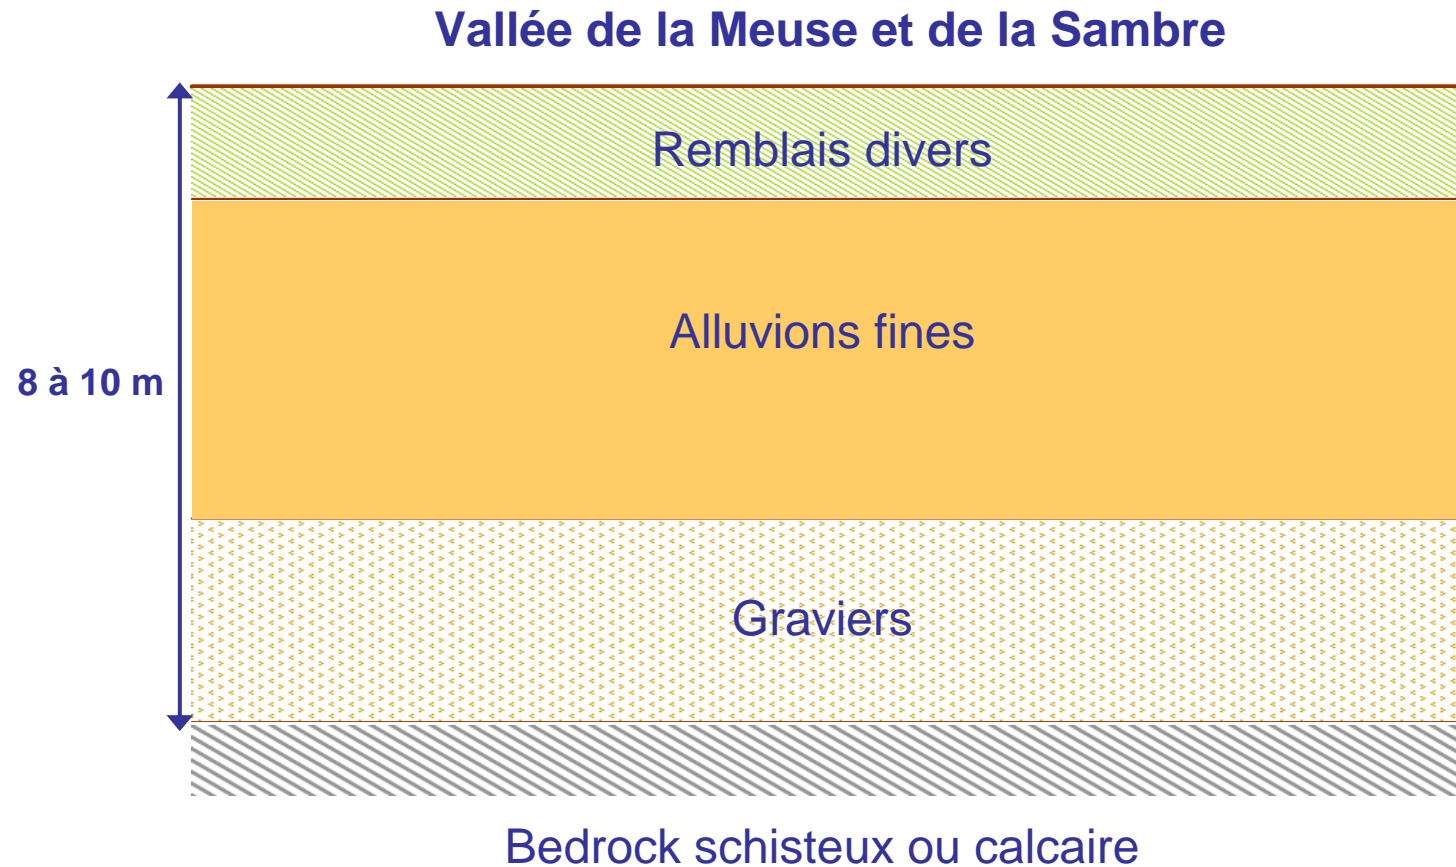 Vallée de la Meuse et de la Sambre
Remblais divers
Alluvions fines
8 à 10 m
Graviers
Bedrock schisteux ou calcaire